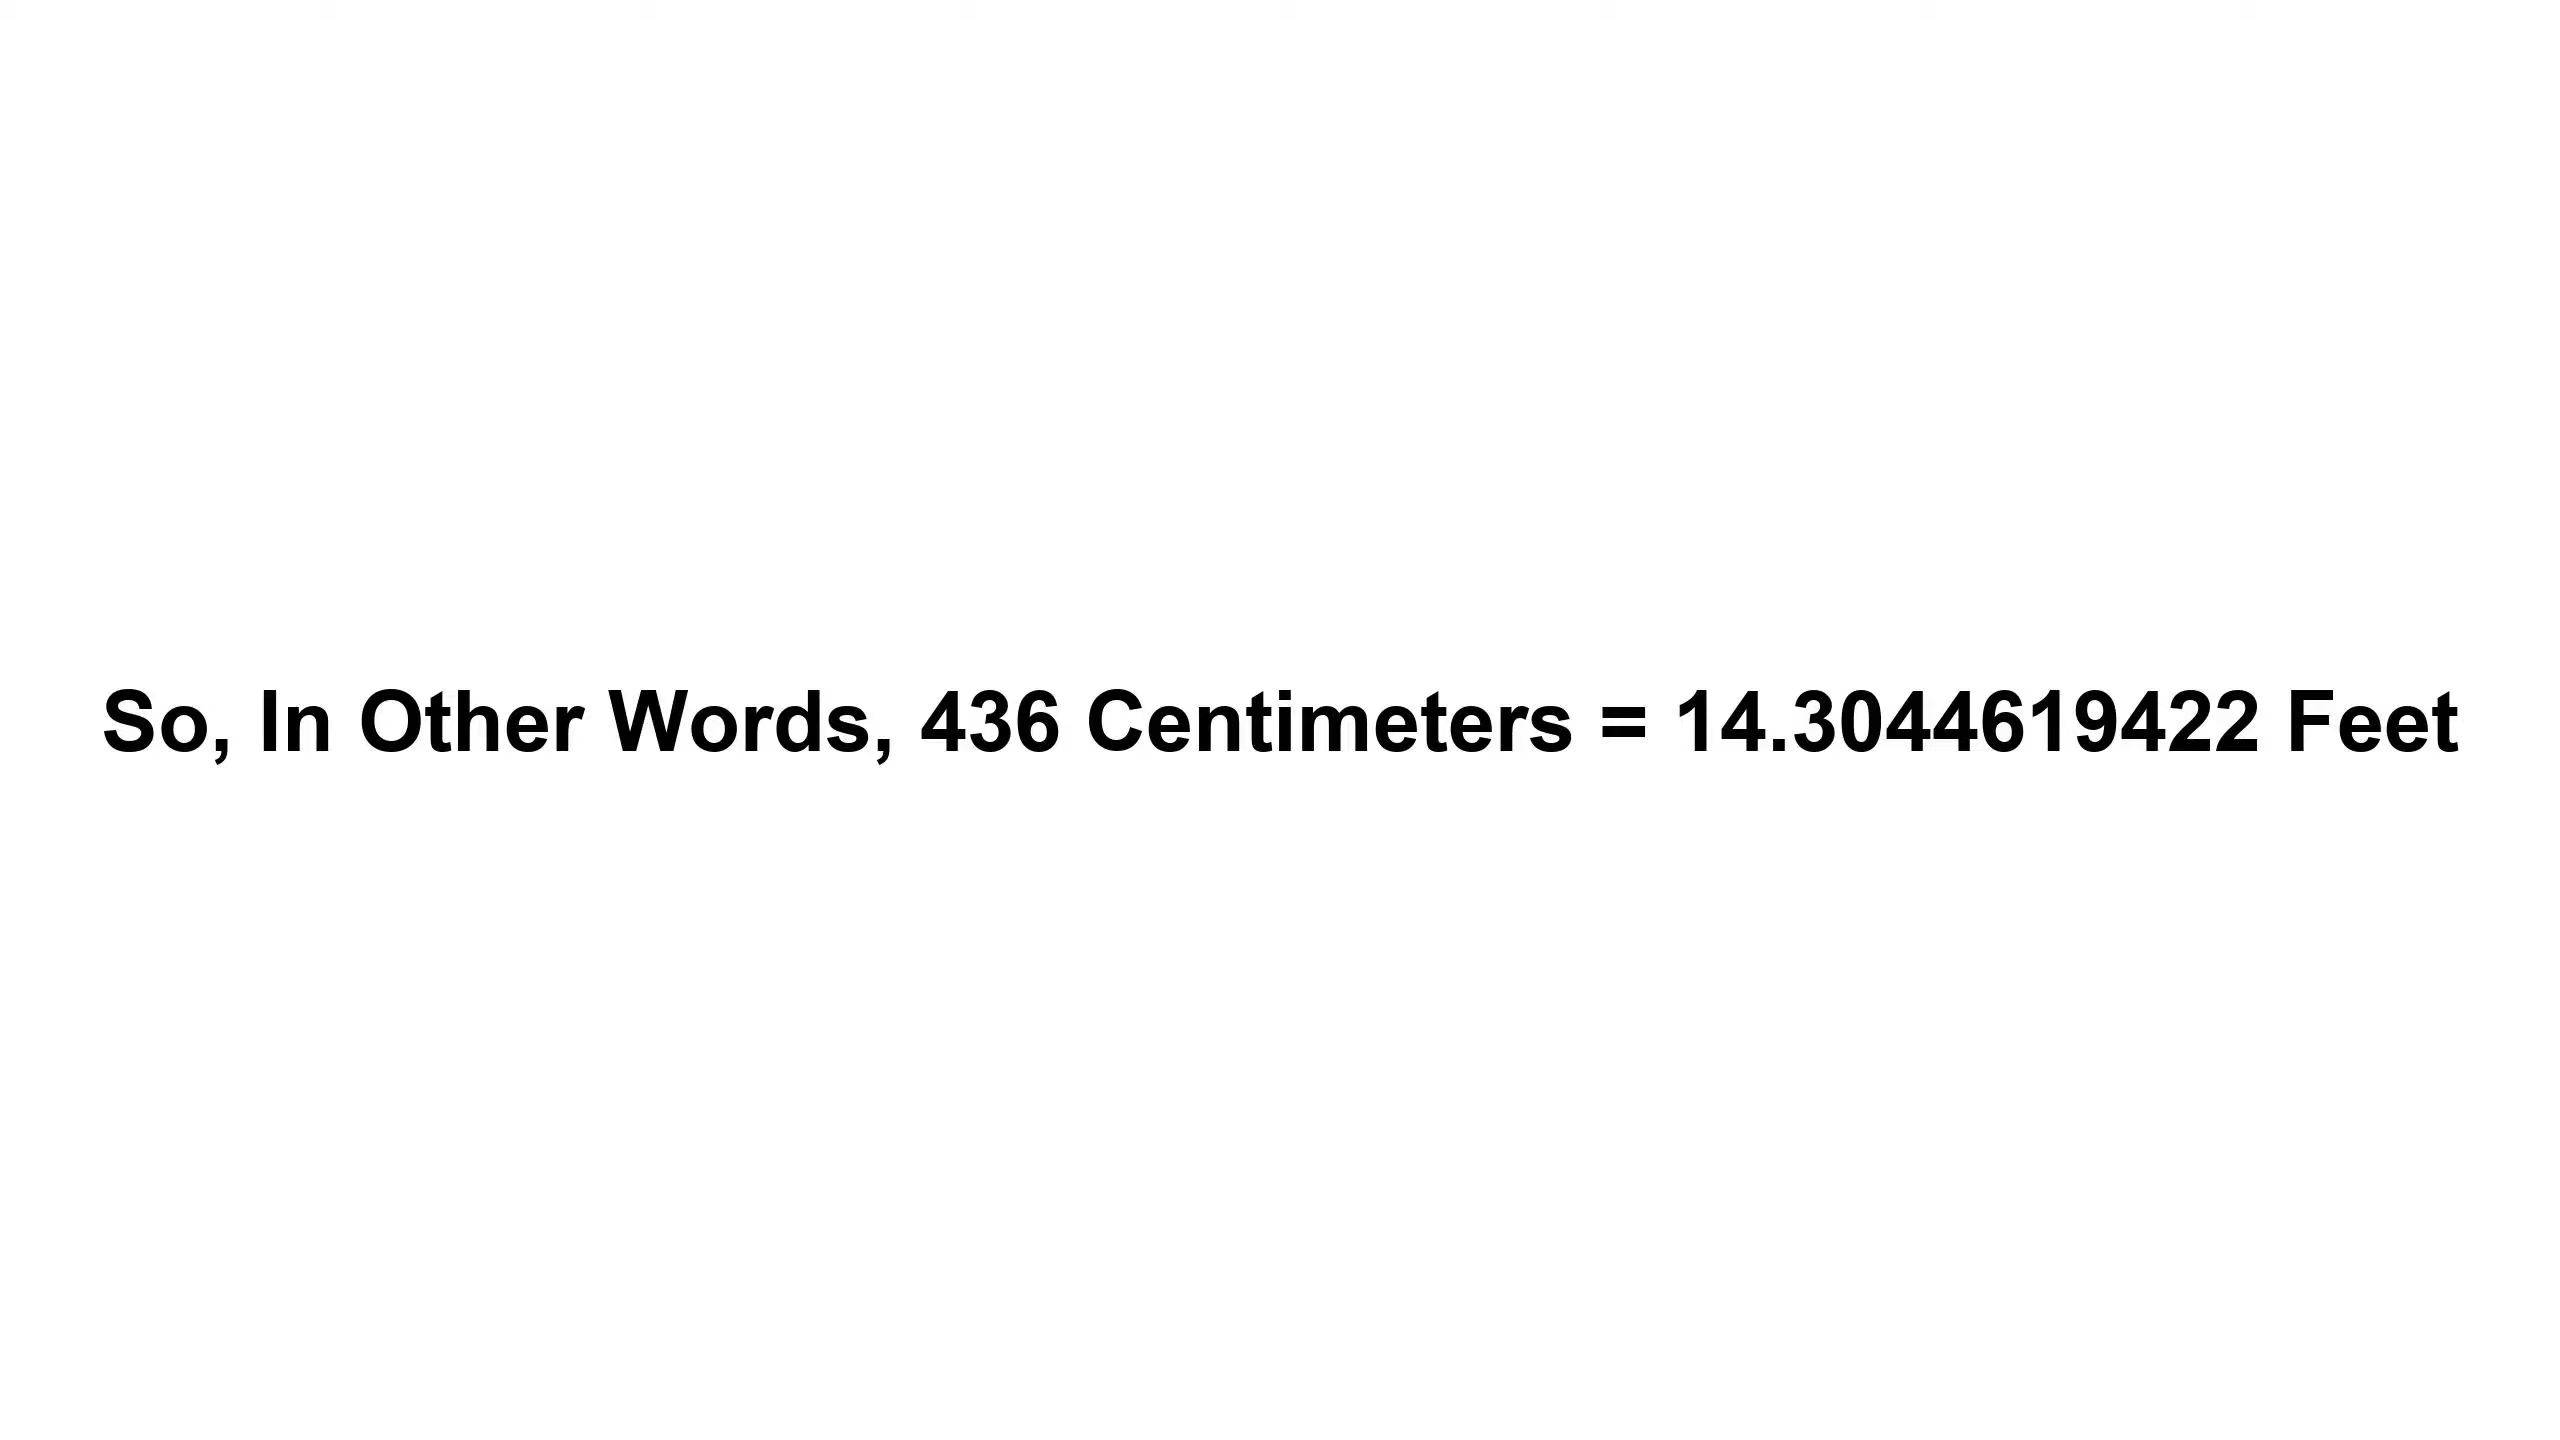 So, In Other Words, 436 Centimeters = 14.3044619422 Feet